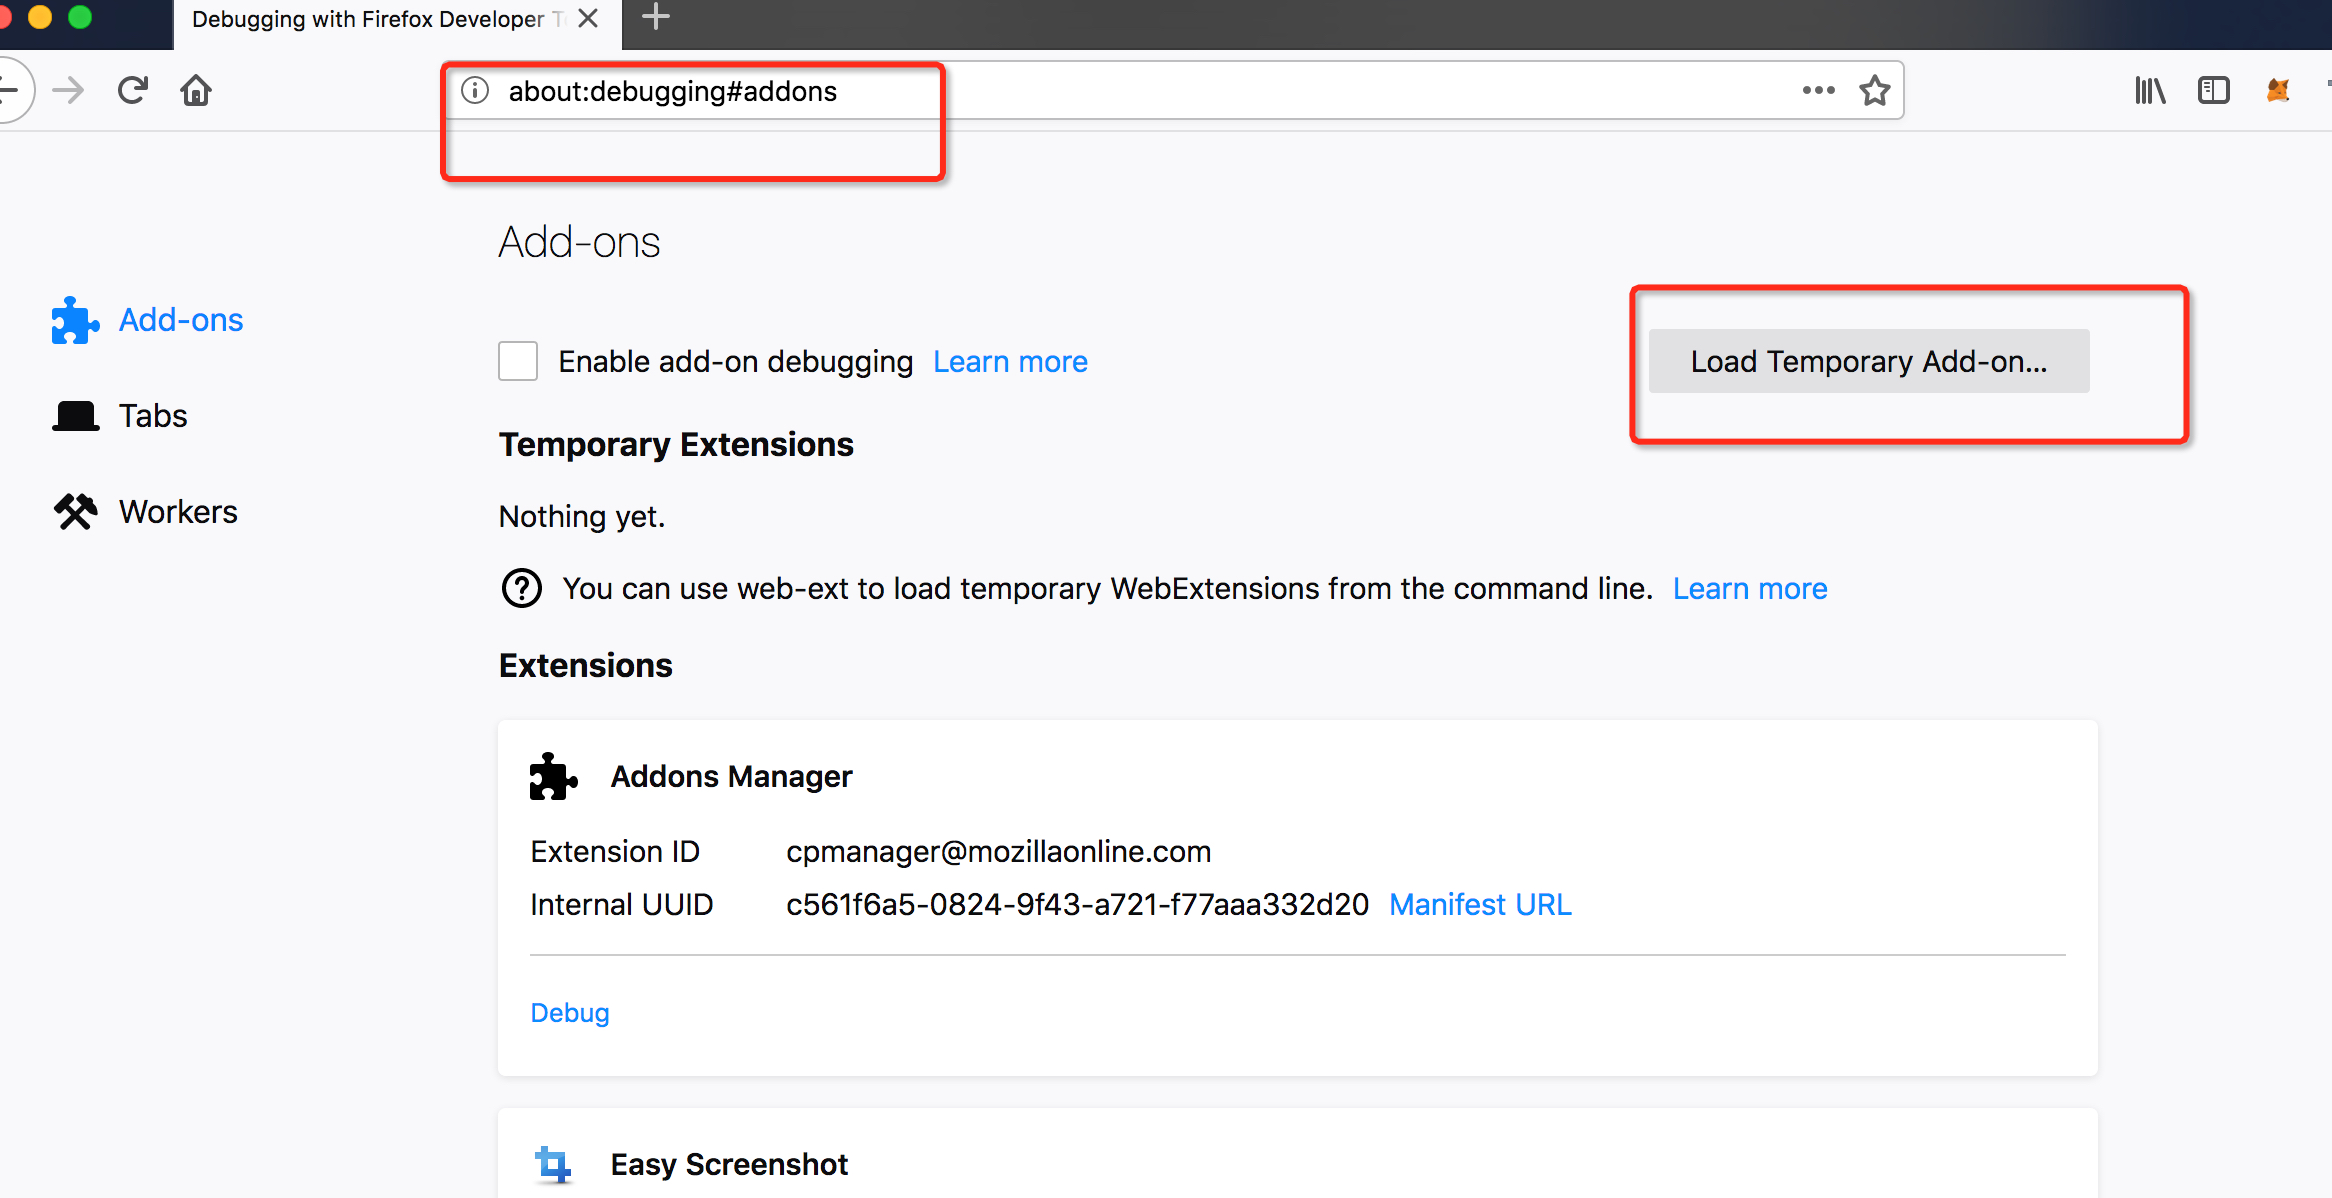 Debugging with Firefox Developer
about:debugging#addons
Add-ons
Add-ons
Tabs
Workers
Enable add-on debugging Learn more
Load Temporary Add-on...
Temporary Extensions
Nothing yet.
You can use web-ext to load temporary WebExtensions from the command line. Learn more
Extensions
Addons Manager
Extension ID cpmanager@mozillaonline.com
Internal UUID c561f6a5-0824-9f43-a721-f77aaa332d20 Manifest URL
Debug
Easy Screenshot